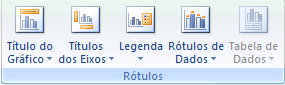 Título do Gráfico
Títulos dos Eixos
Legenda
Rótulos de Dados
Tabela de Dados
Rótulos